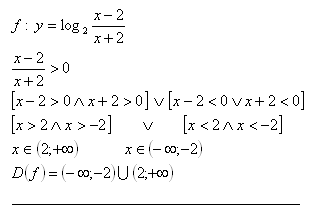 f : y = log₂ (x − 2)/(x + 2)
(x − 2)/(x + 2) > 0
[x − 2 > 0 ∧ x + 2 > 0] ∨ [x − 2 < 0 ∨ x + 2 < 0]
[x > 2 ∧ x > −2] ∨ [x < 2 ∧ x < −2]
x ∈ (2;+∞) x ∈ (−∞;−2)
D(f) = (−∞;−2) ⋃ (2;+∞)